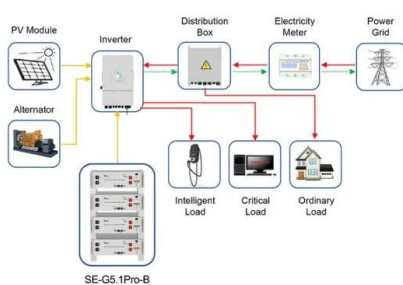 PV Module
Inverter
Distribution
Box
Electricity
Meter
Power
Grid
Alternator
Intelligent
Load
Critical
Load
Ordinary
Load
SE-G5.1Pro-B